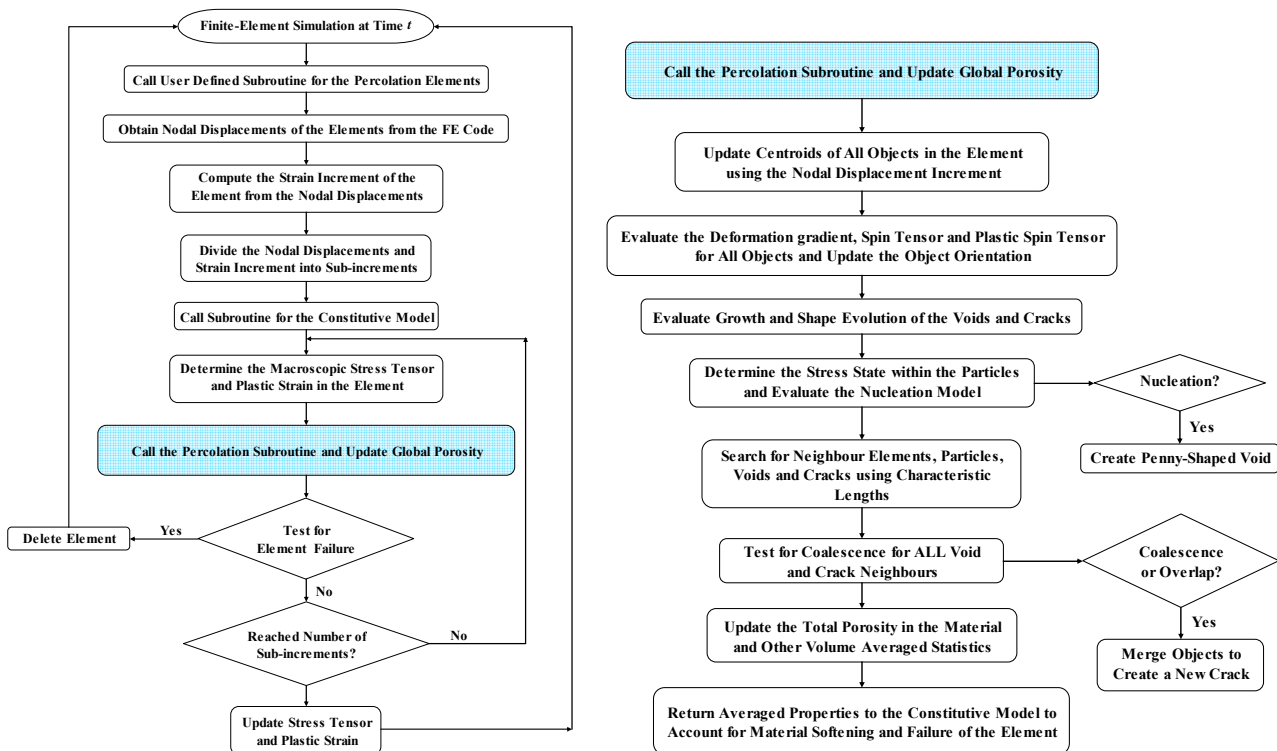 Finite-Element Simulation at Time t
Call User Defined Subroutine for the Percolation Elements
Obtain Nodal Displacements of the Elements from the FE Code
Compute the Strain Increment of the
Element from the Nodal Displacements
Divide the Nodal Displacements and
Strain Increment into Sub-increments
Call Subroutine for the Constitutive Model
Determine the Macroscopic Stress Tensor
and Plastic Strain in the Element
Call the Percolation Subroutine and Update Global Porosity
Test for
Element Failure
Yes
Delete Element
No
Reached Number of
Sub-increments?
No
Update Stress Tensor
and Plastic Strain
Call the Percolation Subroutine and Update Global Porosity
Update Centroids of All Objects in the Element
using the Nodal Displacement Increment
Evaluate the Deformation gradient, Spin Tensor and Plastic Spin Tensor
for All Objects and Update the Object Orientation
Evaluate Growth and Shape Evolution of the Voids and Cracks
Determine the Stress State within the Particles
and Evaluate the Nucleation Model
Nucleation?
Yes
Create Penny-Shaped Void
Search for Neighbour Elements, Particles,
Voids and Cracks using Characteristic
Lengths
Test for Coalescence for ALL Void
and Crack Neighbours
Coalescence
or Overlap?
Yes
Merge Objects to
Create a New Crack
Update the Total Porosity in the Material
and Other Volume Averaged Statistics
Return Averaged Properties to the Constitutive Model to
Account for Material Softening and Failure of the Element